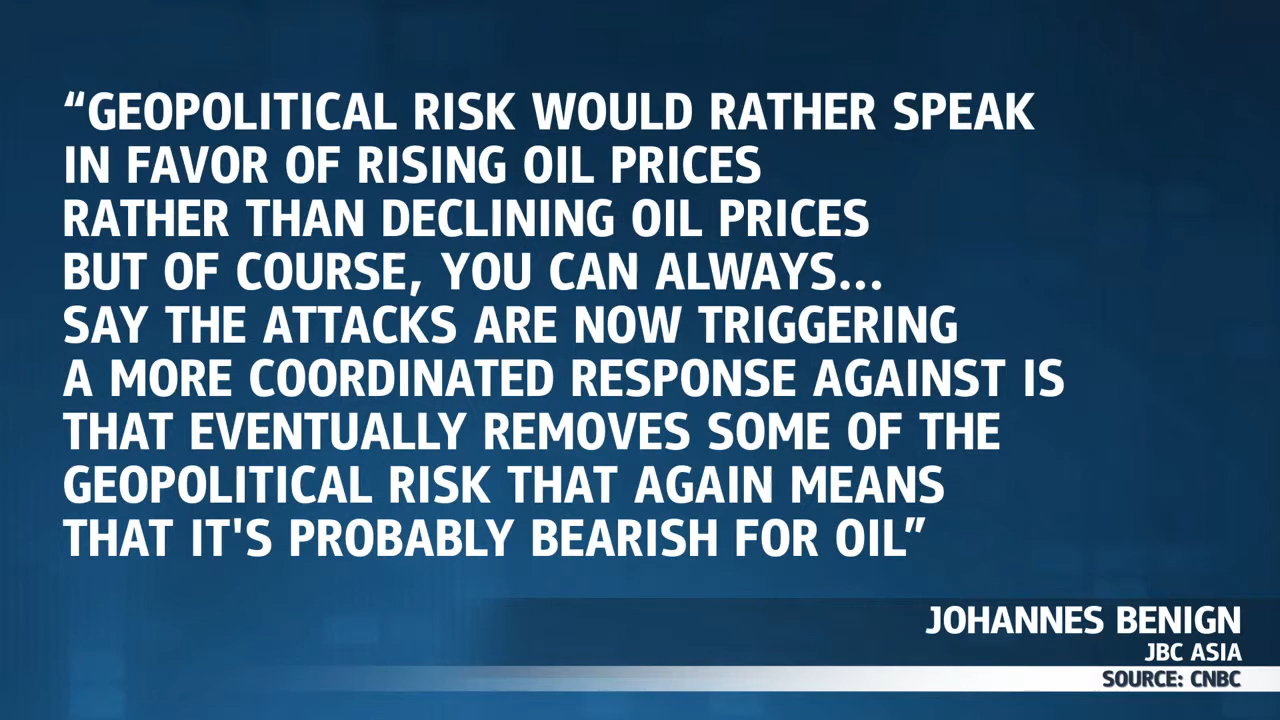 “GEOPOLITICAL RISK WOULD RATHER SPEAK
IN FAVOR OF RISING OIL PRICES
RATHER THAN DECLINING OIL PRICES
BUT OF COURSE, YOU CAN ALWAYS...
SAY THE ATTACKS ARE NOW TRIGGERING
A MORE COORDINATED RESPONSE AGAINST IS
THAT EVENTUALLY REMOVES SOME OF THE
GEOPOLITICAL RISK THAT AGAIN MEANS
THAT IT'S PROBABLY BEARISH FOR OIL”
JOHANNES BENIGN
JBC ASIA
SOURCE: CNBC